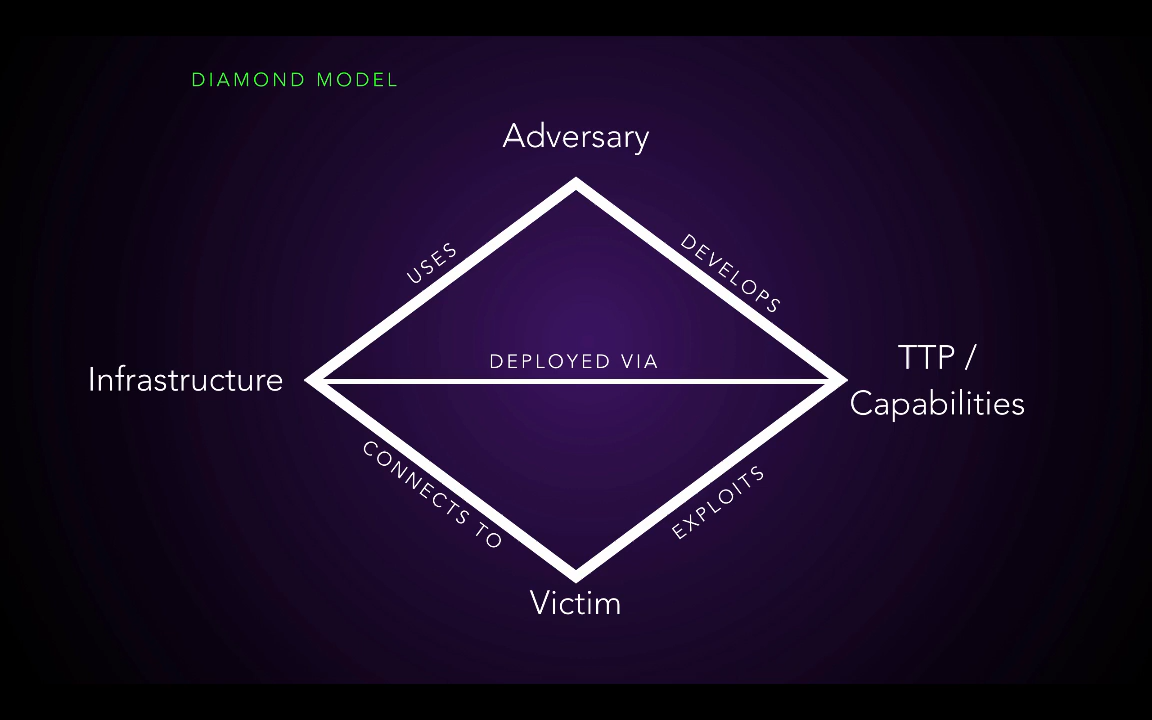 DIAMOND MODEL
Adversary
USES
DEVELOPS
DEPLOYED VIA
Infrastructure
TTP /
Capabilities
CONNECTS TO
EXPLOITS
Victim